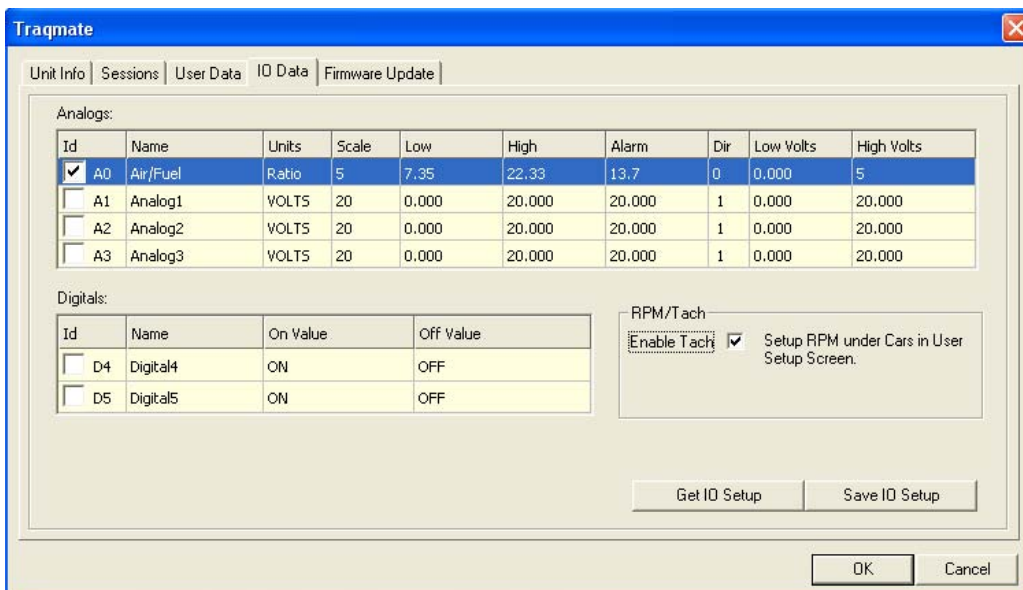 Traqmate
Unit Info Sessions User Data IO Data Firmware Update
Analogs:
Id Name Units Scale Low High Alarm Dir Low Volts High Volts
A0 Air/Fuel Ratio 5 7.35 22.33 13.7 0 0.000 5
A1 Analog1 VOLTS 20 0.000 20.000 20.000 1 0.000 20.000
A2 Analog2 VOLTS 20 0.000 20.000 20.000 1 0.000 20.000
A3 Analog3 VOLTS 20 0.000 20.000 20.000 1 0.000 20.000
Digitals:
Id Name On Value Off Value
D4 Digital4 ON OFF
D5 Digital5 ON OFF
RPM/Tach
Enable Tach Setup RPM under Cars in User
Setup Screen.
Get IO Setup Save IO Setup
OK Cancel